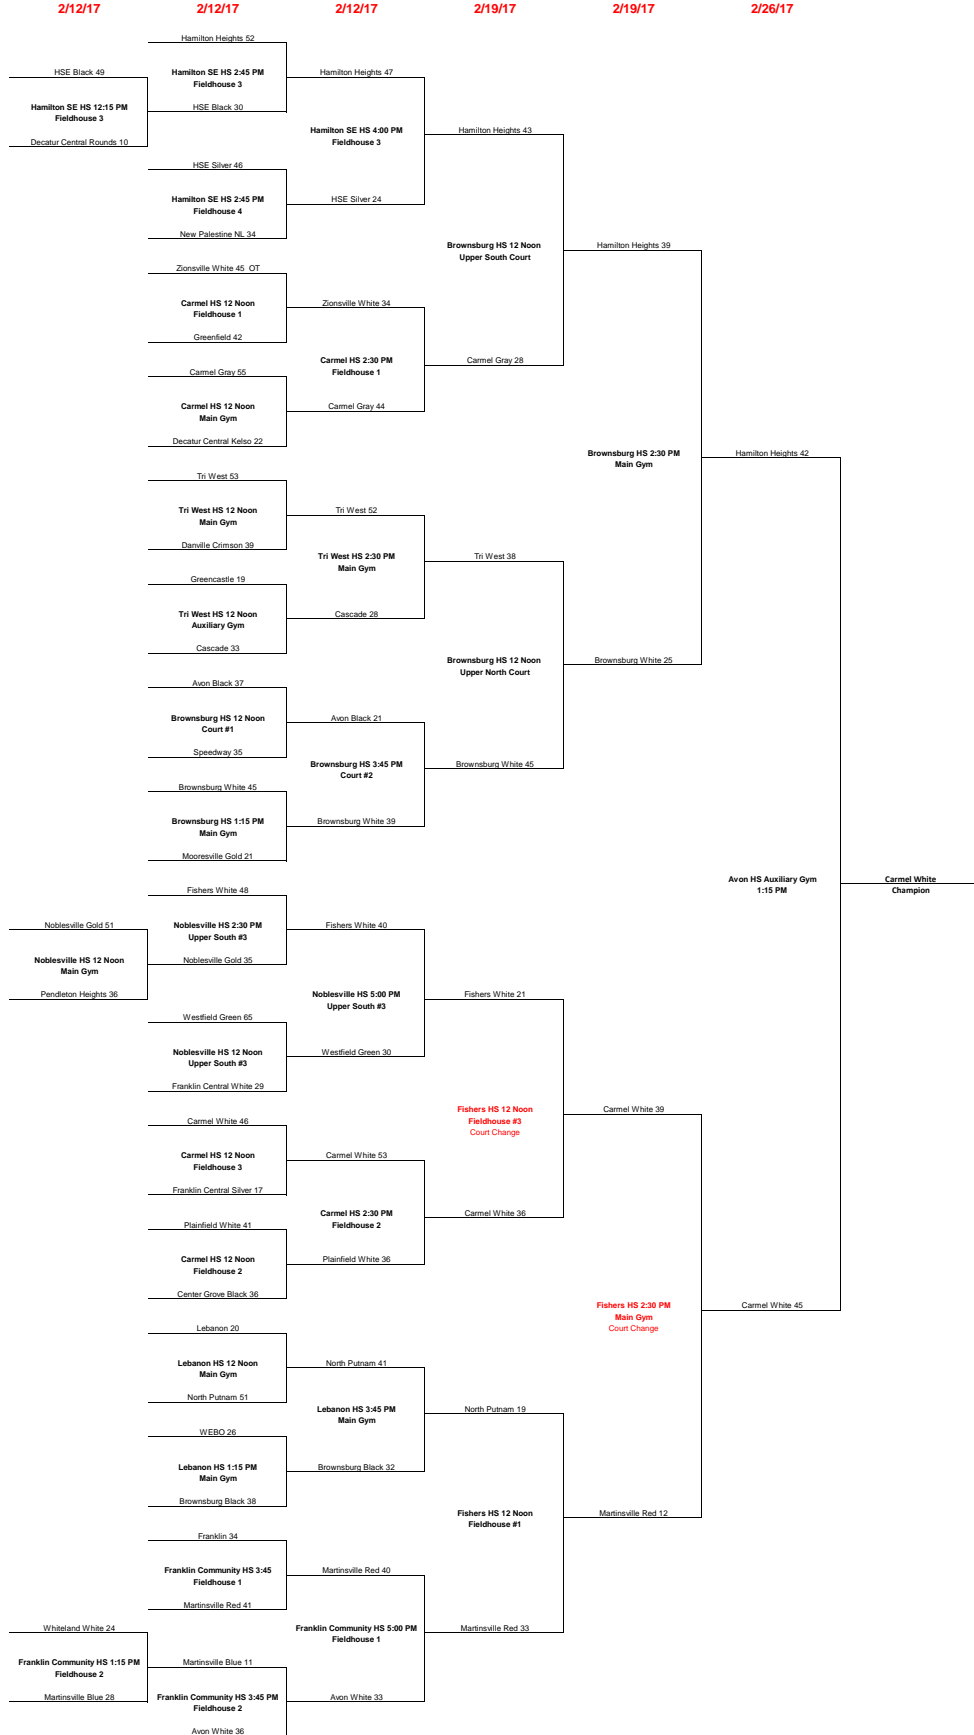 2/12/17 2/12/17 2/12/17 2/19/17 2/19/17 2/26/17
Hamilton Heights 52
HSE Black 49
Hamilton SE HS 2:45 PM
Fieldhouse 3
Hamilton Heights 47
Hamilton SE HS 12:15 PM
Fieldhouse 3
HSE Black 30
Decatur Central Rounds 10
Hamilton SE HS 4:00 PM
Fieldhouse 3
Hamilton Heights 43
HSE Silver 46
Hamilton SE HS 2:45 PM
Fieldhouse 4
HSE Silver 24
New Palestine NL 34
Brownsburg HS 12 Noon
Upper South Court
Hamilton Heights 39
Zionsville White 45 OT
Carmel HS 12 Noon
Fieldhouse 1
Zionsville White 34
Greenfield 42
Carmel HS 2:30 PM
Fieldhouse 1
Carmel Gray 28
Carmel Gray 55
Carmel HS 12 Noon
Main Gym
Carmel Gray 44
Decatur Central Kelso 22
Brownsburg HS 2:30 PM
Main Gym
Hamilton Heights 42
Tri West 53
Tri West HS 12 Noon
Main Gym
Tri West 52
Danville Crimson 39
Tri West HS 2:30 PM
Main Gym
Tri West 38
Greencastle 19
Tri West HS 12 Noon
Auxiliary Gym
Cascade 28
Cascade 33
Brownsburg HS 12 Noon
Upper North Court
Brownsburg White 25
Avon Black 37
Brownsburg HS 12 Noon
Court #1
Avon Black 21
Speedway 35
Brownsburg HS 3:45 PM
Court #2
Brownsburg White 45
Brownsburg White 45
Brownsburg HS 1:15 PM
Main Gym
Brownsburg White 39
Mooresville Gold 21
Avon HS Auxiliary Gym
1:15 PM
Carmel White
Champion
Fishers White 48
Noblesville Gold 51
Noblesville HS 2:30 PM
Upper South #3
Fishers White 40
Noblesville HS 12 Noon
Main Gym
Noblesville Gold 35
Pendleton Heights 36
Noblesville HS 5:00 PM
Upper South #3
Fishers White 21
Westfield Green 65
Noblesville HS 12 Noon
Upper South #3
Westfield Green 30
Franklin Central White 29
Fishers HS 12 Noon
Fieldhouse #3
Court Change
Carmel White 39
Carmel White 46
Carmel HS 12 Noon
Fieldhouse 3
Carmel White 53
Franklin Central Silver 17
Carmel HS 2:30 PM
Fieldhouse 2
Carmel White 36
Plainfield White 41
Carmel HS 12 Noon
Fieldhouse 2
Plainfield White 36
Center Grove Black 36
Fishers HS 2:30 PM
Main Gym
Court Change
Carmel White 45
Lebanon 20
Lebanon HS 12 Noon
Main Gym
North Putnam 41
North Putnam 51
Lebanon HS 3:45 PM
Main Gym
North Putnam 19
WEBO 26
Lebanon HS 1:15 PM
Main Gym
Brownsburg Black 32
Brownsburg Black 38
Fishers HS 12 Noon
Fieldhouse #1
Martinsville Red 12
Franklin 34
Franklin Community HS 3:45
Fieldhouse 1
Martinsville Red 40
Martinsville Red 41
Whiteland White 24
Franklin Community HS 5:00 PM
Fieldhouse 1
Martinsville Red 33
Franklin Community HS 1:15 PM
Fieldhouse 2
Martinsville Blue 11
Martinsville Blue 28
Franklin Community HS 3:45 PM
Fieldhouse 2
Avon White 33
Avon White 36